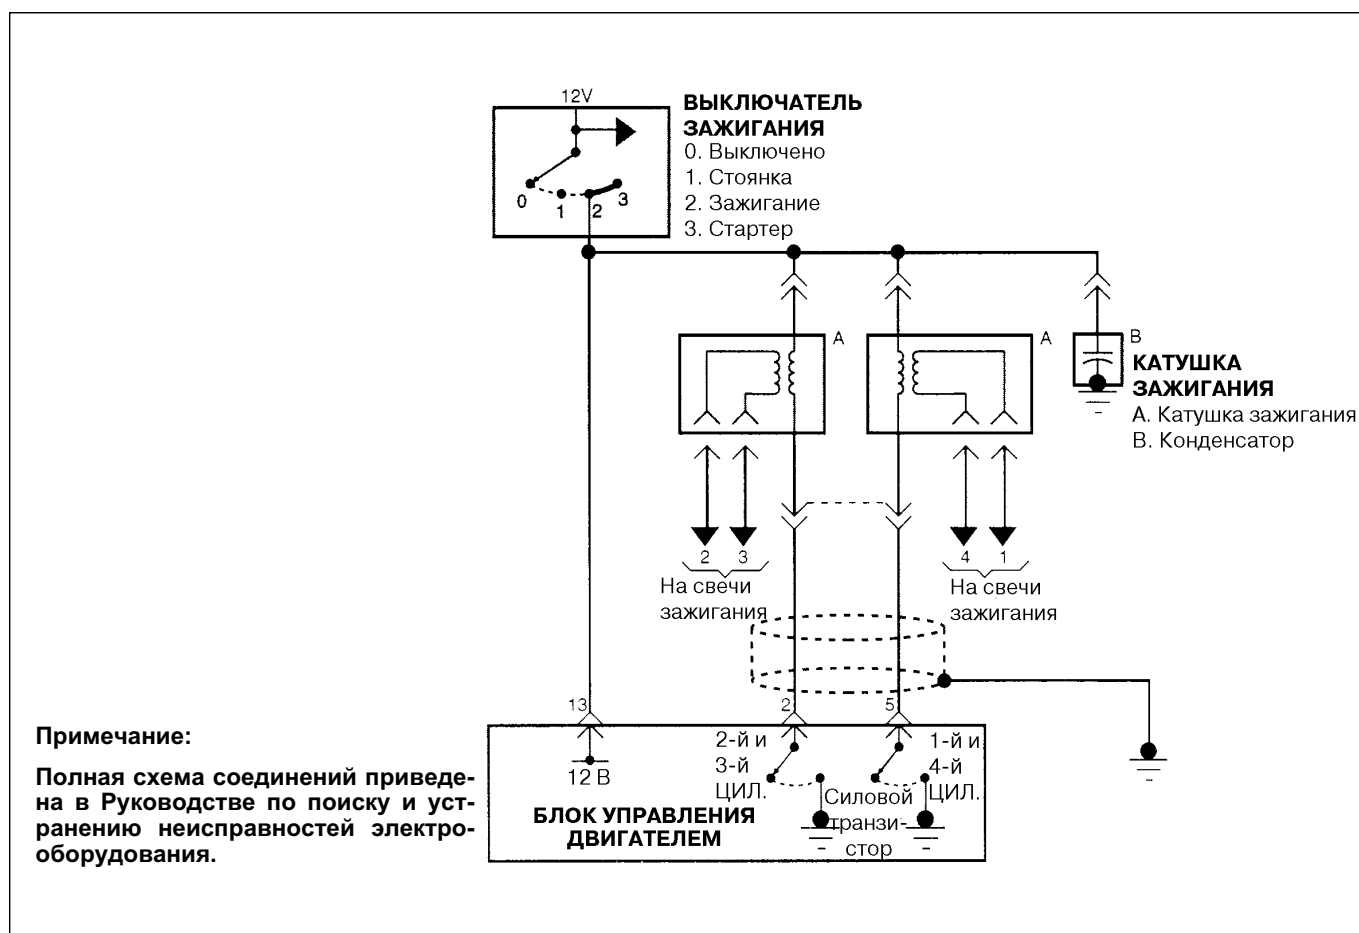 12V
ВЫКЛЮЧАТЕЛЬ
ЗАЖИГАНИЯ
0. Выключено
1. Стоянка
2. Зажигание
3. Стартер
0
1
2
3
A
A
B
КАТУШКА
ЗАЖИГАНИЯ
A. Катушка зажигания
B. Конденсатор
2
3
4
1
На свечи
зажигания
На свечи
зажигания
13
2
5
12 В
2-й и
3-й
ЦИЛ.
1-й и
4-й
ЦИЛ.
Силовой
транзи-
стор
БЛОК УПРАВЛЕНИЯ
ДВИГАТЕЛЕМ
Примечание:
Полная схема соединений приведе-
на в Руководстве по поиску и уст-
ранению неисправностей электро-
оборудования.